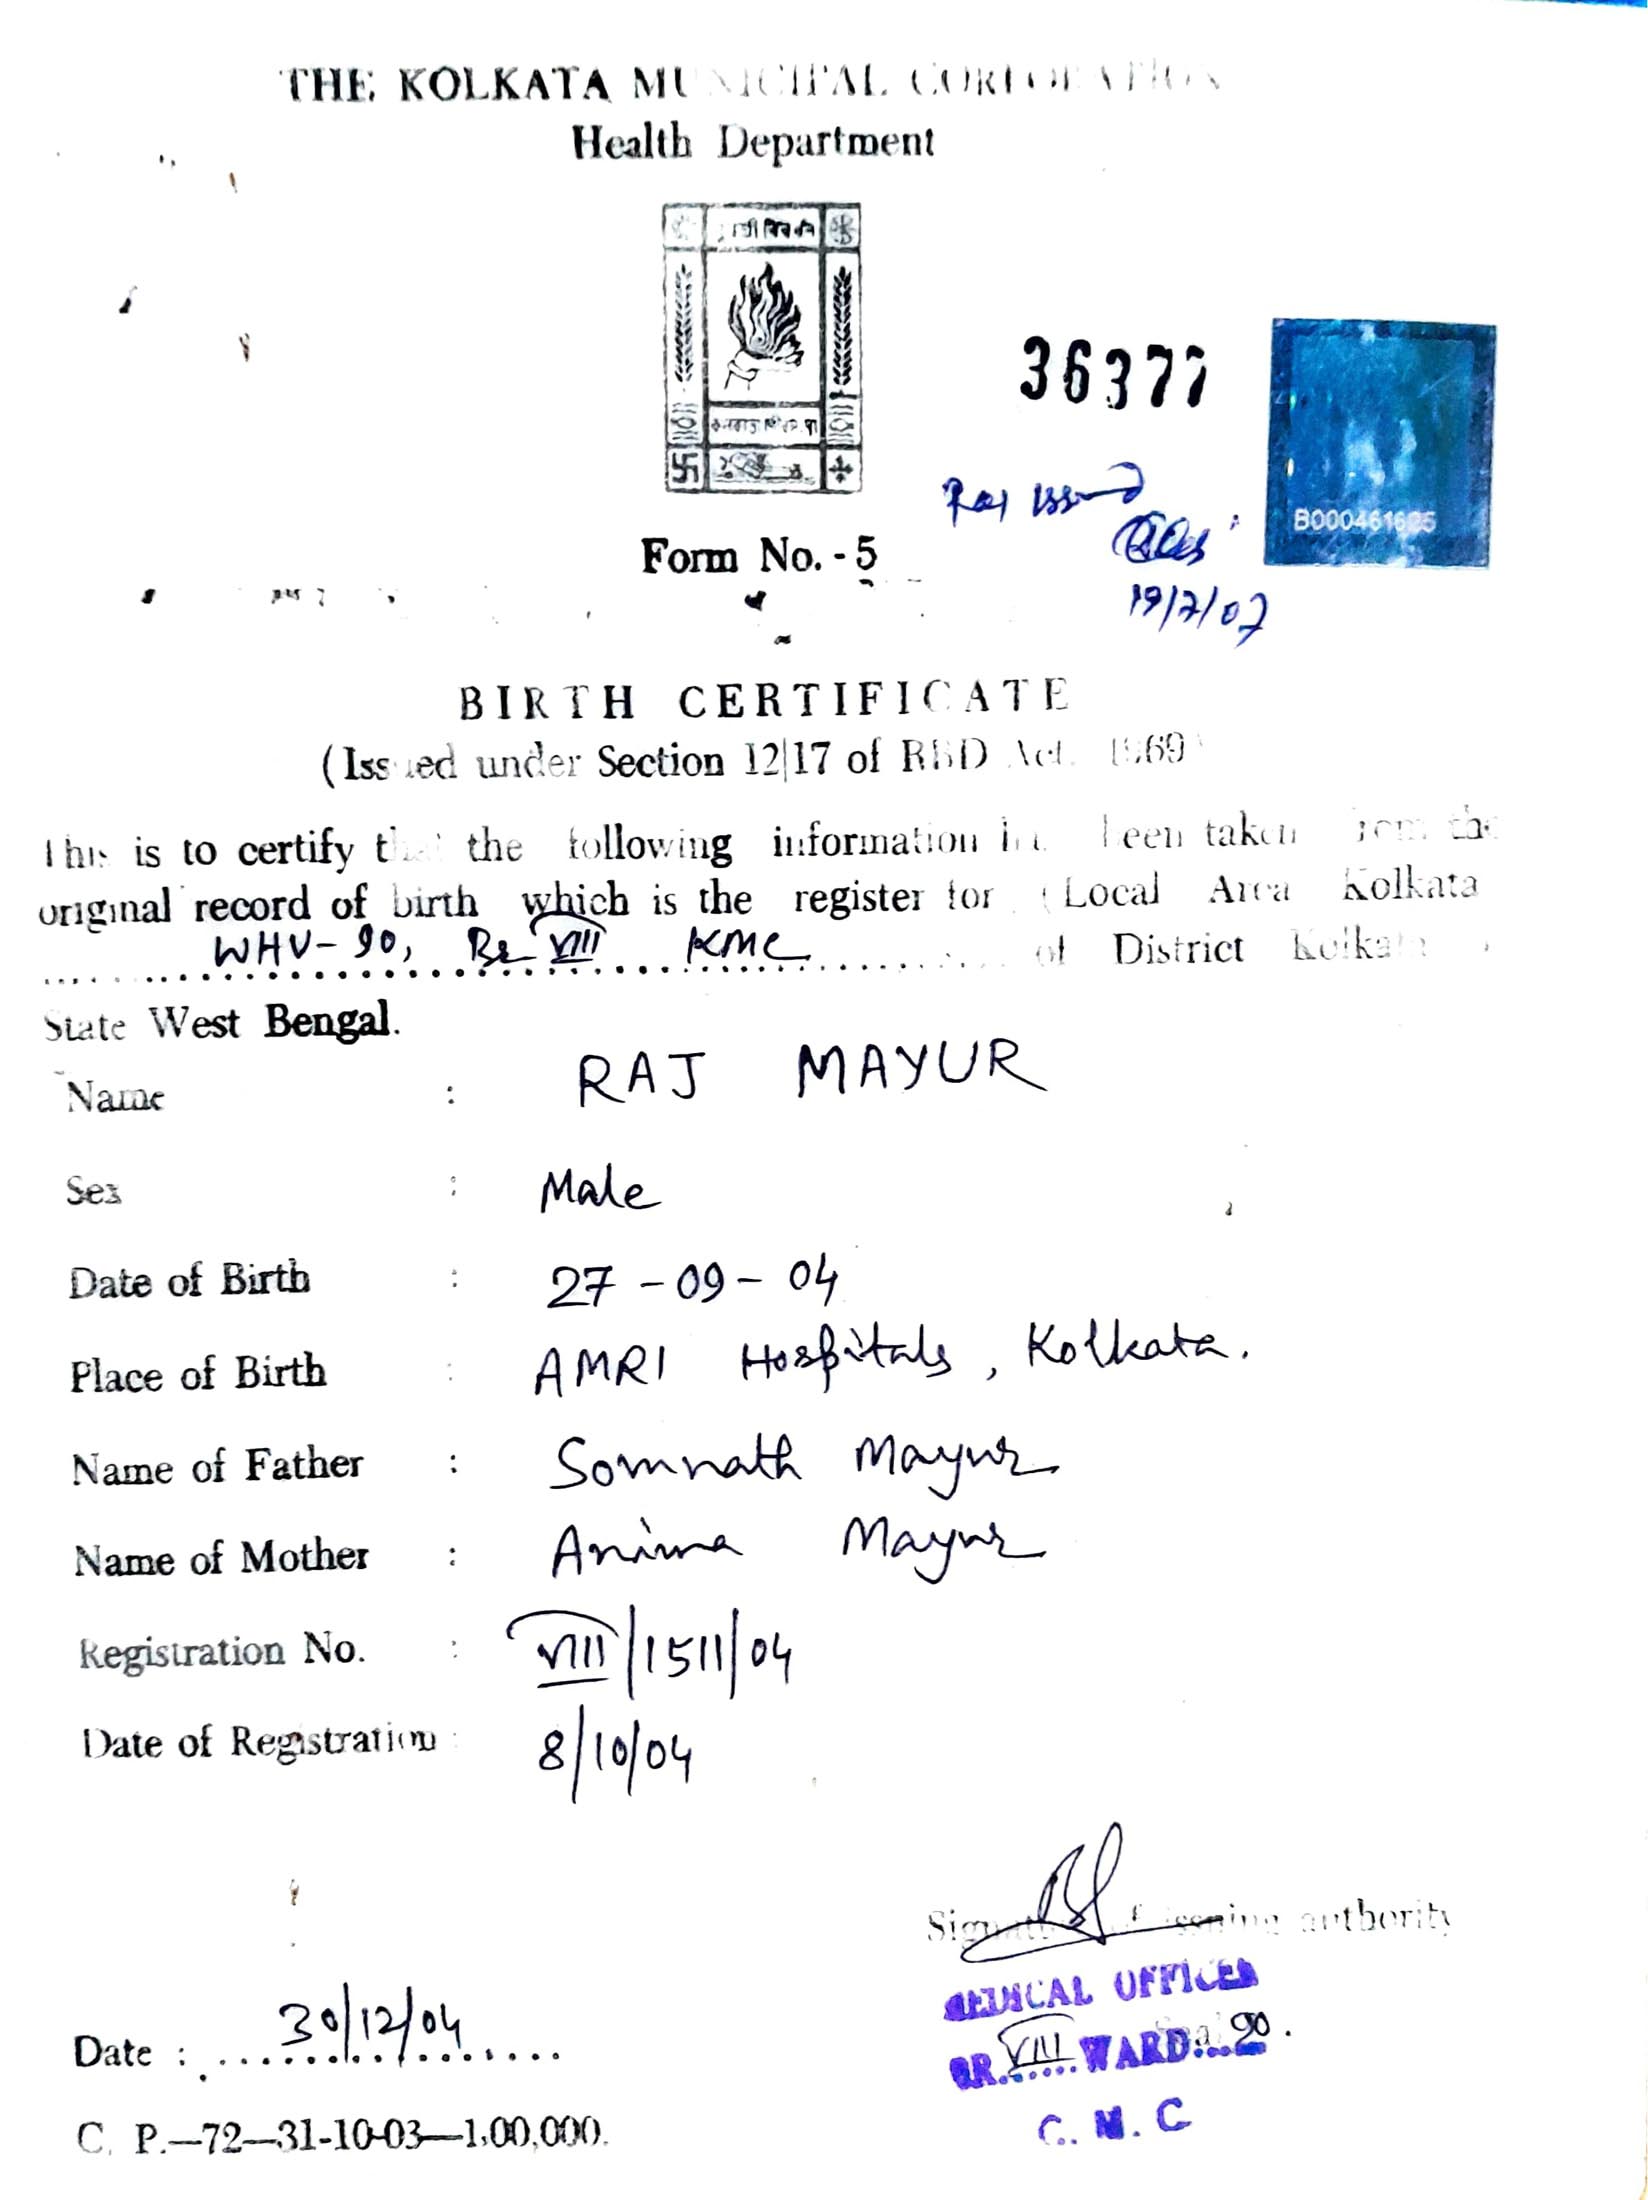 THE KOLKATA MUNICIPAL CORPORATION
Health Department
36377
B000461685
Form No. - 5
19/7/07
BIRTH CERTIFICATE
(Issued under Section 12|17 of RBD Act. 1969
This is to certify that the following information has been taken from the
original record of birth which is the register for (Local Area Kolkata
WHV-90, Br VIII KMC of District Kolkata
State West Bengal.
Name : RAJ MAYUR
Sex : Male
Date of Birth : 27-09-04
Place of Birth : AMRI Hospitals, Kolkata.
Name of Father : Somnath Mayur
Name of Mother : Anima Mayur
Registration No. : VIII/1511/04
Date of Registration : 8/10/04
Signature of issuing authority
MEDICAL OFFICER
Date : 30/12/04
BR. VIII WARD 90.
C. M. C
C. P.—72—31-10-03—1,00,000.